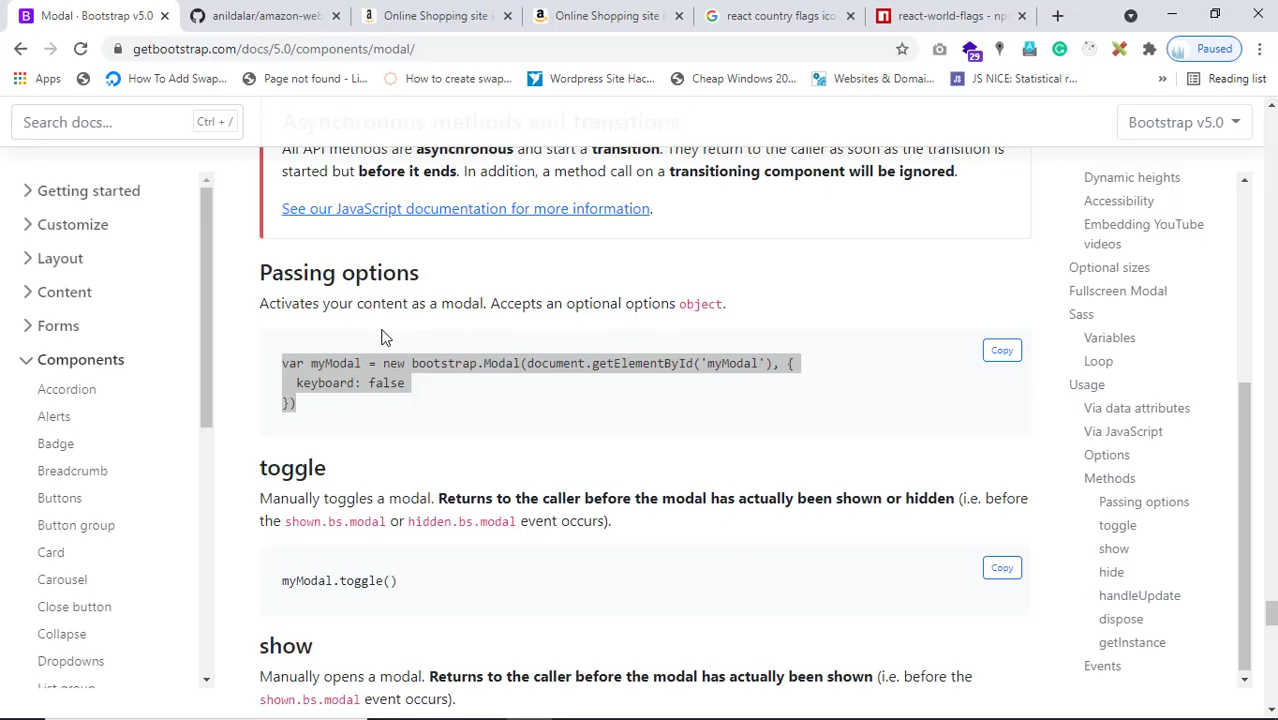 Modal · Bootstrap v5.0
anildalar/amazon-web
Online Shopping site i
Online Shopping site i
react country flags ico
react-world-flags - npm
getbootstrap.com/docs/5.0/components/modal/
29
Paused
Apps
How To Add Swap...
Page not found - Li...
How to create swap...
Wordpress Site Hac...
Cheap Windows 20...
Websites & Domai...
JS NICE: Statistical r...
»
Reading list
Search docs...
Ctrl + /
Bootstrap v5.0
Getting started
Customize
Layout
Content
Forms
Components
Accordion
Alerts
Badge
Breadcrumb
Buttons
Button group
Card
Carousel
Close button
Collapse
Dropdowns
List group
Asynchronous methods and transitions
All API methods are asynchronous and start a transition. They return to the caller as soon as the transition is
started but before it ends. In addition, a method call on a transitioning component will be ignored.
See our JavaScript documentation for more information.
Passing options
Activates your content as a modal. Accepts an optional options object.
Copy
var myModal = new bootstrap.Modal(document.getElementById('myModal'), {
keyboard: false
})
toggle
Manually toggles a modal. Returns to the caller before the modal has actually been shown or hidden (i.e. before
the shown.bs.modal or hidden.bs.modal event occurs).
Copy
myModal.toggle()
show
Manually opens a modal. Returns to the caller before the modal has actually been shown (i.e. before the
shown.bs.modal event occurs).
Dynamic heights
Accessibility
Embedding YouTube
videos
Optional sizes
Fullscreen Modal
Sass
Variables
Loop
Usage
Via data attributes
Via JavaScript
Options
Methods
Passing options
toggle
show
hide
handleUpdate
dispose
getInstance
Events